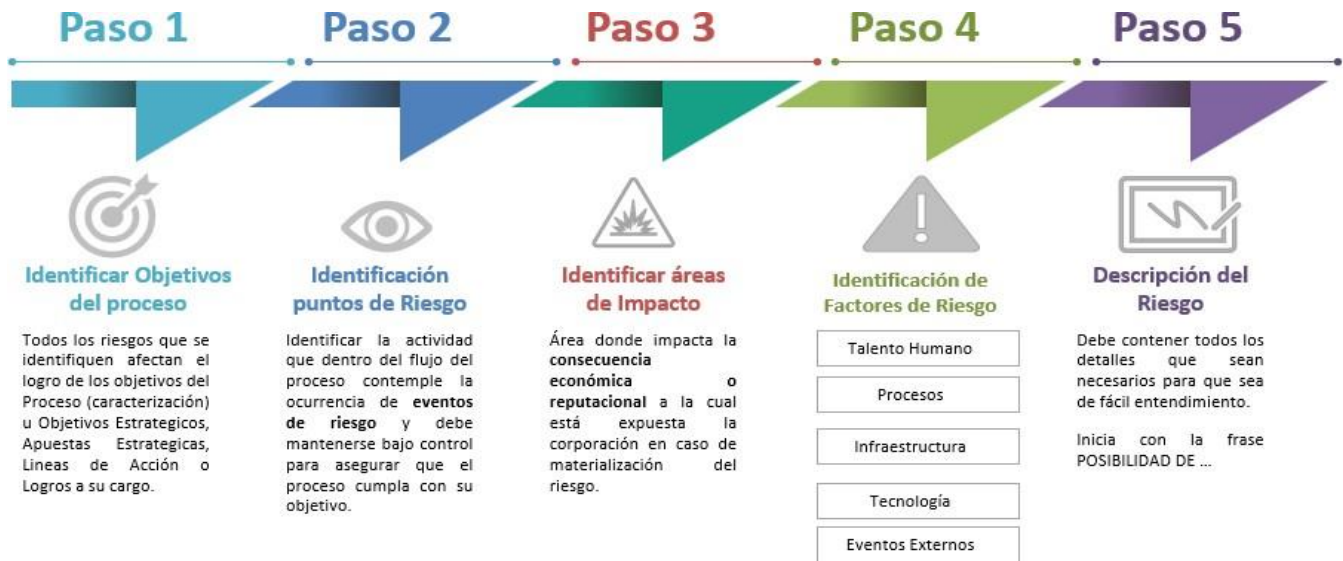 Paso 1
Paso 2
Paso 3
Paso 4
Paso 5
Identificar Objetivos
del proceso
Todos los riesgos que se
identifiquen afectan el
logro de los objetivos del
Proceso (caracterización)
u Objetivos Estrategicos,
Apuestas Estrategicas,
Lineas de Acción o
Logros a su cargo.
Identificación
puntos de Riesgo
Identificar la actividad
que dentro del flujo del
proceso contemple la
ocurrencia de eventos
de riesgo y debe
mantenerse bajo control
para asegurar que el
proceso cumpla con su
objetivo.
Identificar áreas
de Impacto
Área donde impacta la
consecuencia
económica o
reputacional a la cual
está expuesta la
corporación en caso de
materialización del
riesgo.
Identificación de
Factores de Riesgo
Talento Humano
Procesos
Infraestructura
Tecnología
Eventos Externos
Descripción del
Riesgo
Debe contener todos los
detalles que sean
necesarios para que sea
de fácil entendimiento.
Inicia con la frase
POSIBILIDAD DE ...